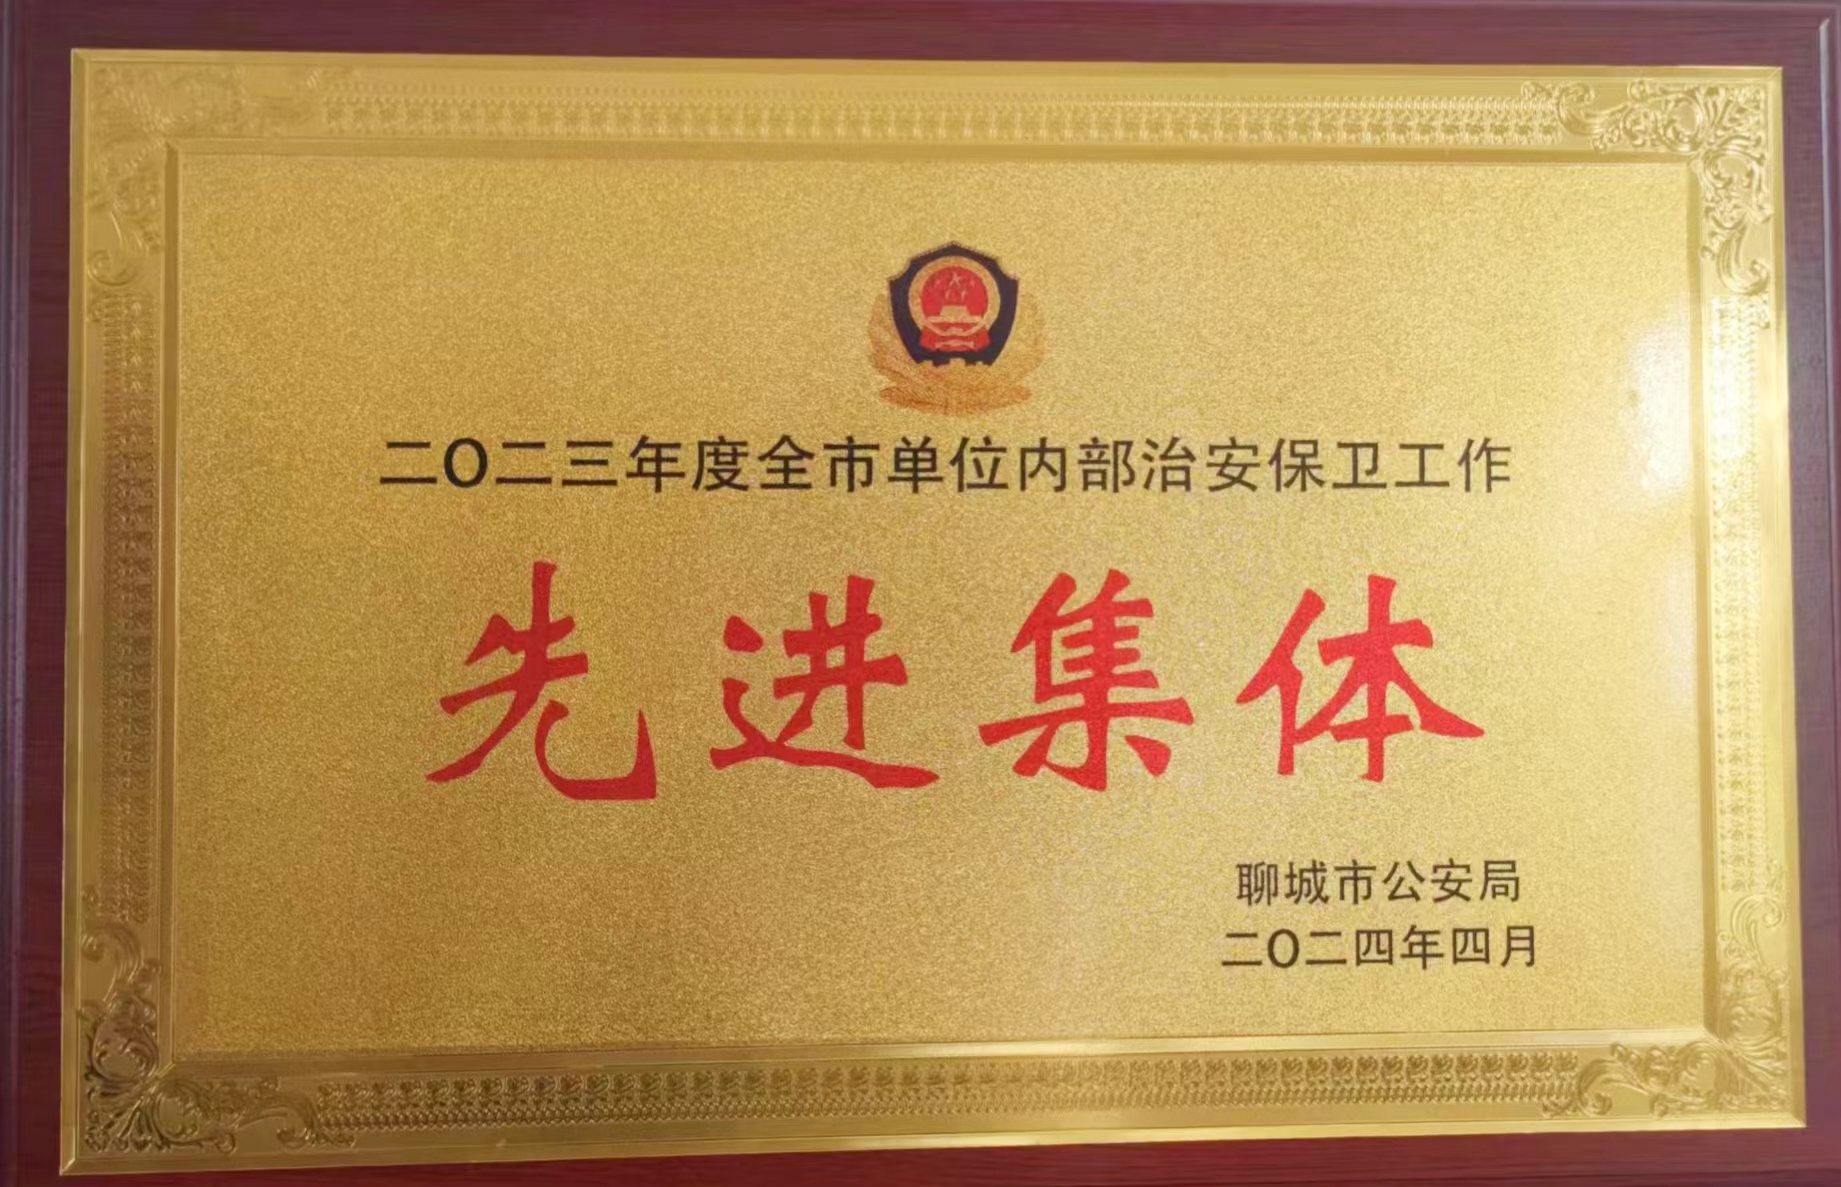 二〇二三年度全市单位内部治安保卫工作
先进集体
聊城市公安局
二〇二四年四月